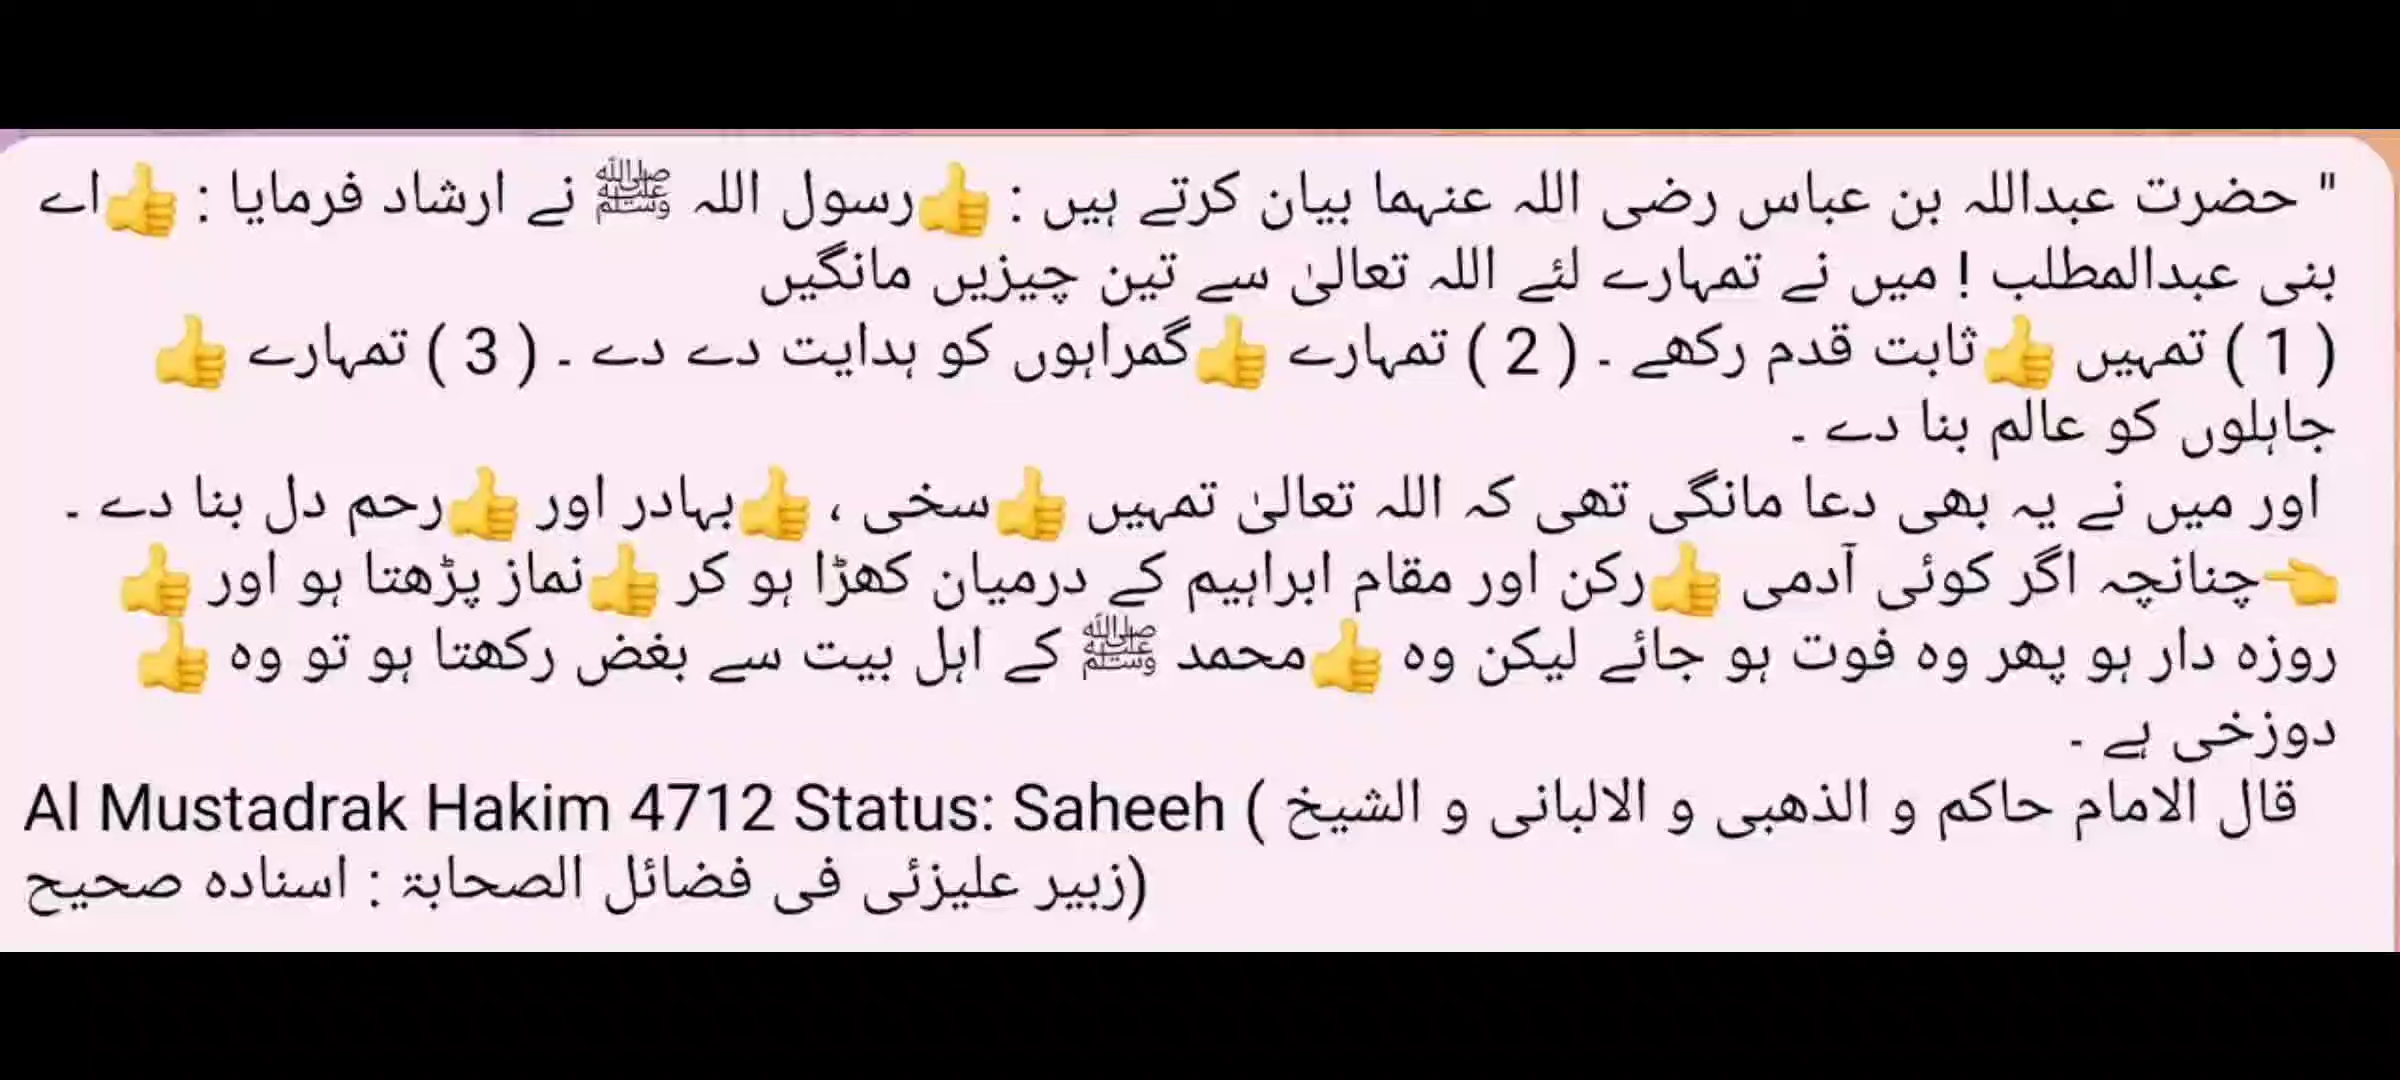 " حضرت عبداللہ بن عباس رضی اللہ عنہما بیان کرتے ہیں : 👍رسول اللہ ﷺ نے ارشاد فرمایا : 👍اے
بنی عبدالمطلب ! میں نے تمہارے لئے اللہ تعالیٰ سے تین چیزیں مانگیں
( 1 ) تمہیں 👍ثابت قدم رکھے ۔ ( 2 ) تمہارے 👍گمراہوں کو ہدایت دے دے ۔ ( 3 ) تمہارے 👍
جاہلوں کو عالم بنا دے ۔
اور میں نے یہ بھی دعا مانگی تھی کہ اللہ تعالیٰ تمہیں 👍سخی ، 👍بہادر اور 👍رحم دل بنا دے ۔
👈چنانچہ اگر کوئی آدمی 👍رکن اور مقام ابراہیم کے درمیان کھڑا ہو کر 👍نماز پڑھتا ہو اور 👍
روزہ دار ہو پھر وہ فوت ہو جائے لیکن وہ 👍محمد ﷺ کے اہل بیت سے بغض رکھتا ہو تو وہ 👍
دوزخی ہے ۔
Al Mustadrak Hakim 4712 Status: Saheeh ( قال الامام حاکم و الذھبی و الالبانی و الشیخ
زبیر علیزئی فی فضائل الصحابۃ : اسنادہ صحیح)